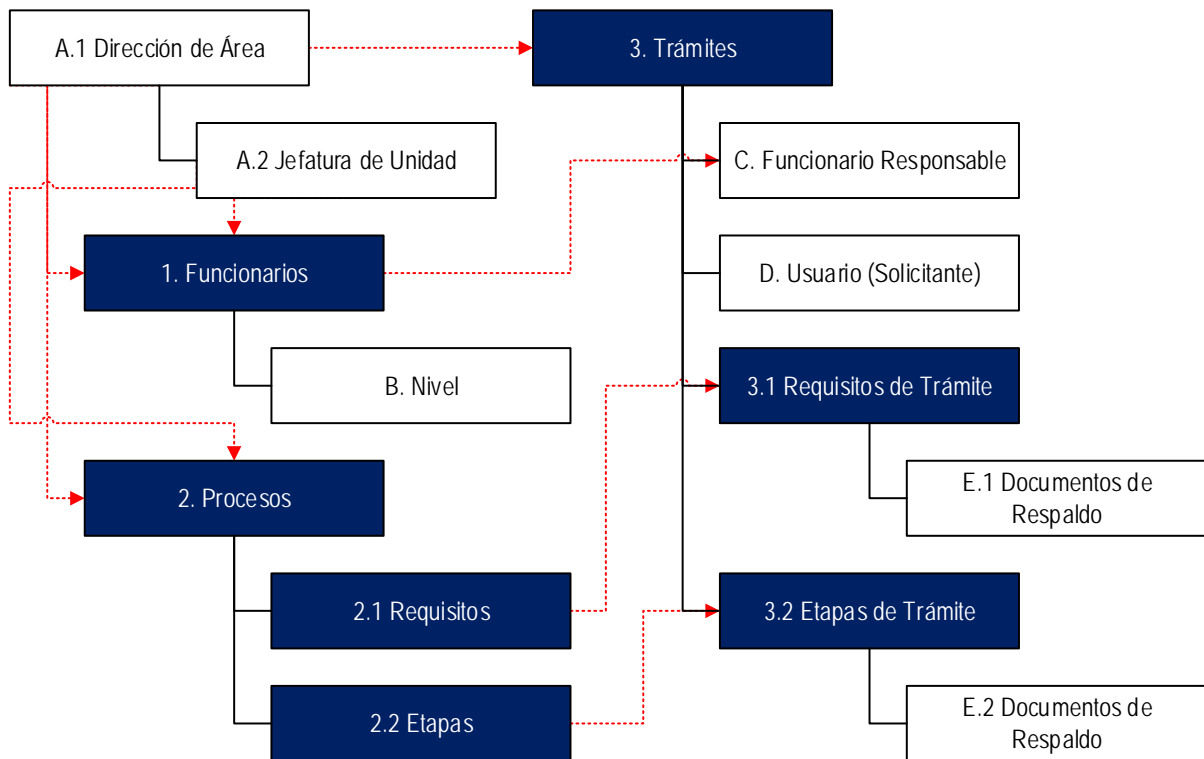 A.1 Dirección de Área
3. Trámites
A.2 Jefatura de Unidad
C. Funcionario Responsable
1. Funcionarios
D. Usuario (Solicitante)
B. Nivel
3.1 Requisitos de Trámite
2. Procesos
E.1 Documentos de
Respaldo
2.1 Requisitos
3.2 Etapas de Trámite
2.2 Etapas
E.2 Documentos de
Respaldo